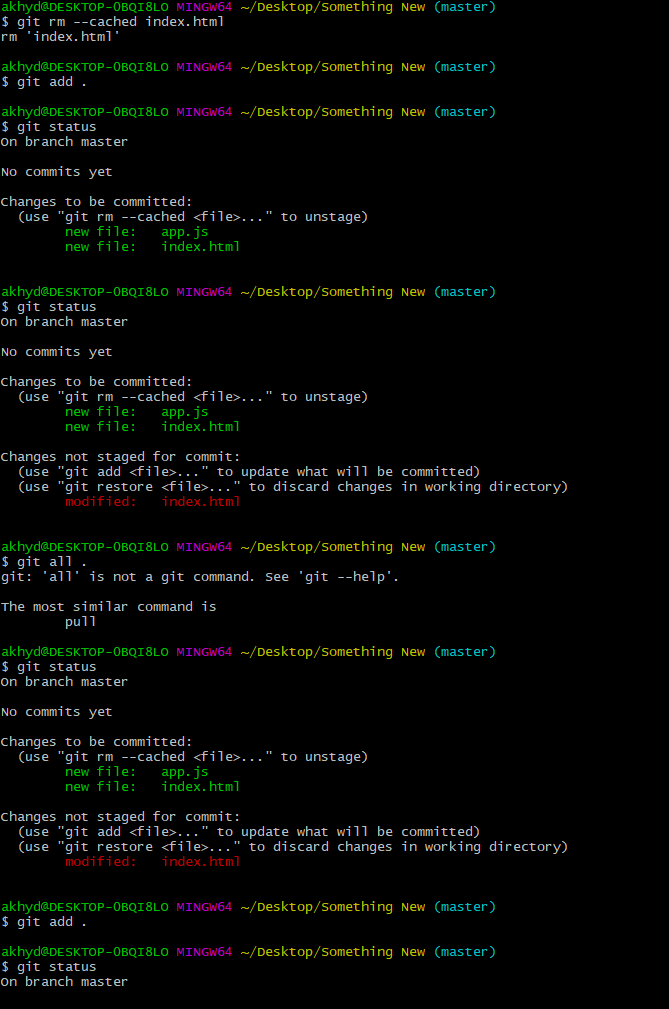 akhyd@DESKTOP-0BQI8LO MINGW64 ~/Desktop/Something New (master)
$ git rm --cached index.html
rm 'index.html'
akhyd@DESKTOP-0BQI8LO MINGW64 ~/Desktop/Something New (master)
$ git add .
akhyd@DESKTOP-0BQI8LO MINGW64 ~/Desktop/Something New (master)
$ git status
On branch master
No commits yet
Changes to be committed:
  (use "git rm --cached <file>..." to unstage)
        new file:   app.js
        new file:   index.html
akhyd@DESKTOP-0BQI8LO MINGW64 ~/Desktop/Something New (master)
$ git status
On branch master
No commits yet
Changes to be committed:
  (use "git rm --cached <file>..." to unstage)
        new file:   app.js
        new file:   index.html
Changes not staged for commit:
  (use "git add <file>..." to update what will be committed)
  (use "git restore <file>..." to discard changes in working directory)
        modified:   index.html
akhyd@DESKTOP-0BQI8LO MINGW64 ~/Desktop/Something New (master)
$ git all .
git: 'all' is not a git command. See 'git --help'.
The most similar command is
        pull
akhyd@DESKTOP-0BQI8LO MINGW64 ~/Desktop/Something New (master)
$ git status
On branch master
No commits yet
Changes to be committed:
  (use "git rm --cached <file>..." to unstage)
        new file:   app.js
        new file:   index.html
Changes not staged for commit:
  (use "git add <file>..." to update what will be committed)
  (use "git restore <file>..." to discard changes in working directory)
        modified:   index.html
akhyd@DESKTOP-0BQI8LO MINGW64 ~/Desktop/Something New (master)
$ git add .
akhyd@DESKTOP-0BQI8LO MINGW64 ~/Desktop/Something New (master)
$ git status
On branch master